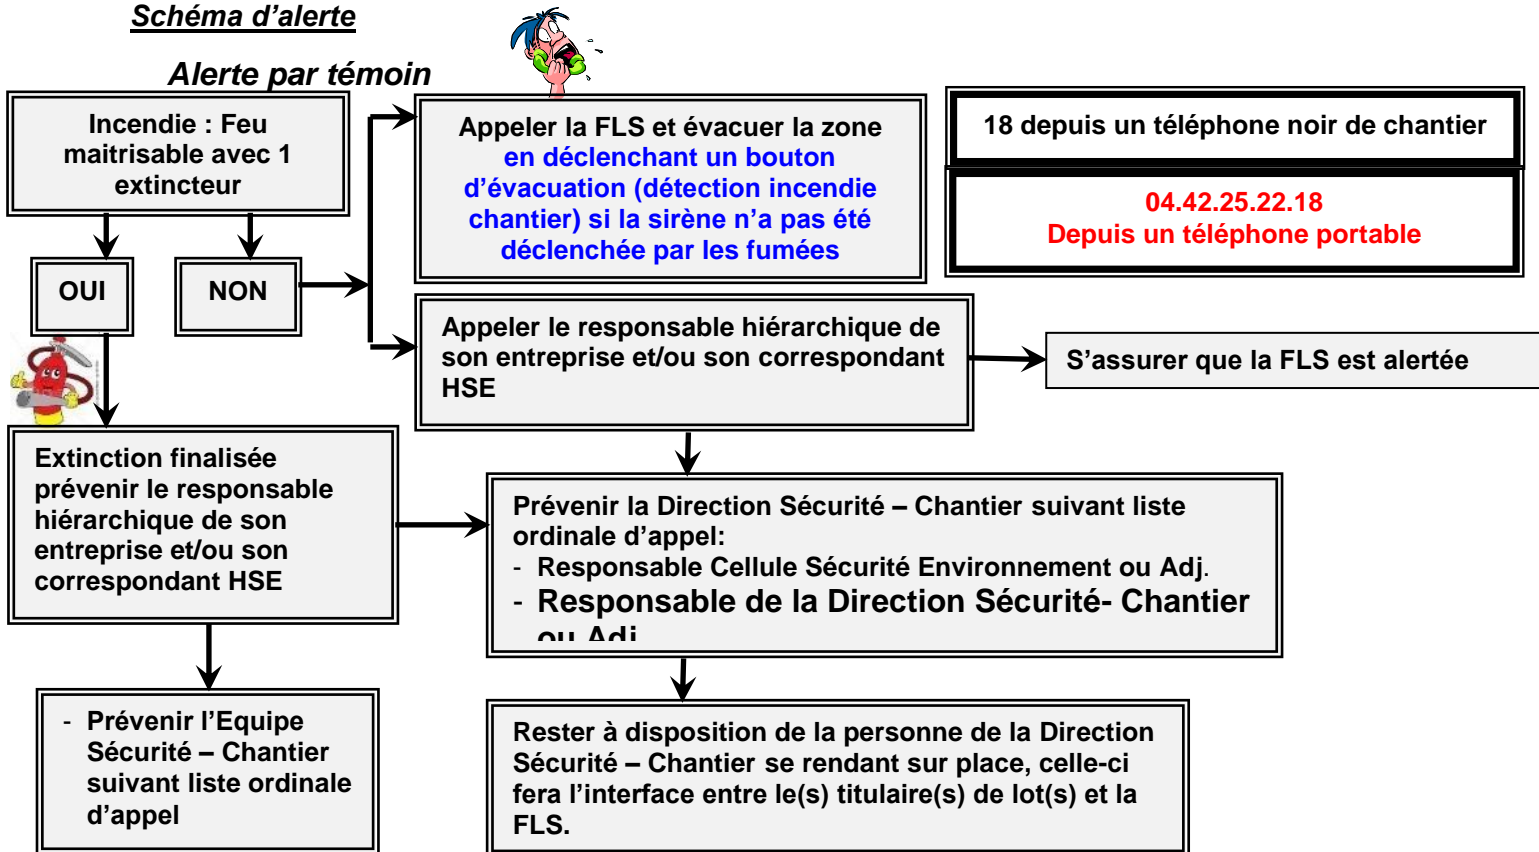 Schéma d’alerte
Alerte par témoin
Incendie : Feu
maitrisable avec 1
extincteur
Appeler la FLS et évacuer la zone
en déclenchant un bouton
d’évacuation (détection incendie
chantier) si la sirène n’a pas été
déclenchée par les fumées
18 depuis un téléphone noir de chantier
04.42.25.22.18
Depuis un téléphone portable
OUI
NON
Appeler le responsable hiérarchique de
son entreprise et/ou son correspondant
HSE
S’assurer que la FLS est alertée
Extinction finalisée
prévenir le responsable
hiérarchique de son
entreprise et/ou son
correspondant HSE
Prévenir la Direction Sécurité – Chantier suivant liste
ordinale d’appel:
- Responsable Cellule Sécurité Environnement ou Adj.
- Responsable de la Direction Sécurité- Chantier
ou Adj
- Prévenir l’Equipe
Sécurité – Chantier
suivant liste ordinale
d’appel
Rester à disposition de la personne de la Direction
Sécurité – Chantier se rendant sur place, celle-ci
fera l’interface entre le(s) titulaire(s) de lot(s) et la
FLS.